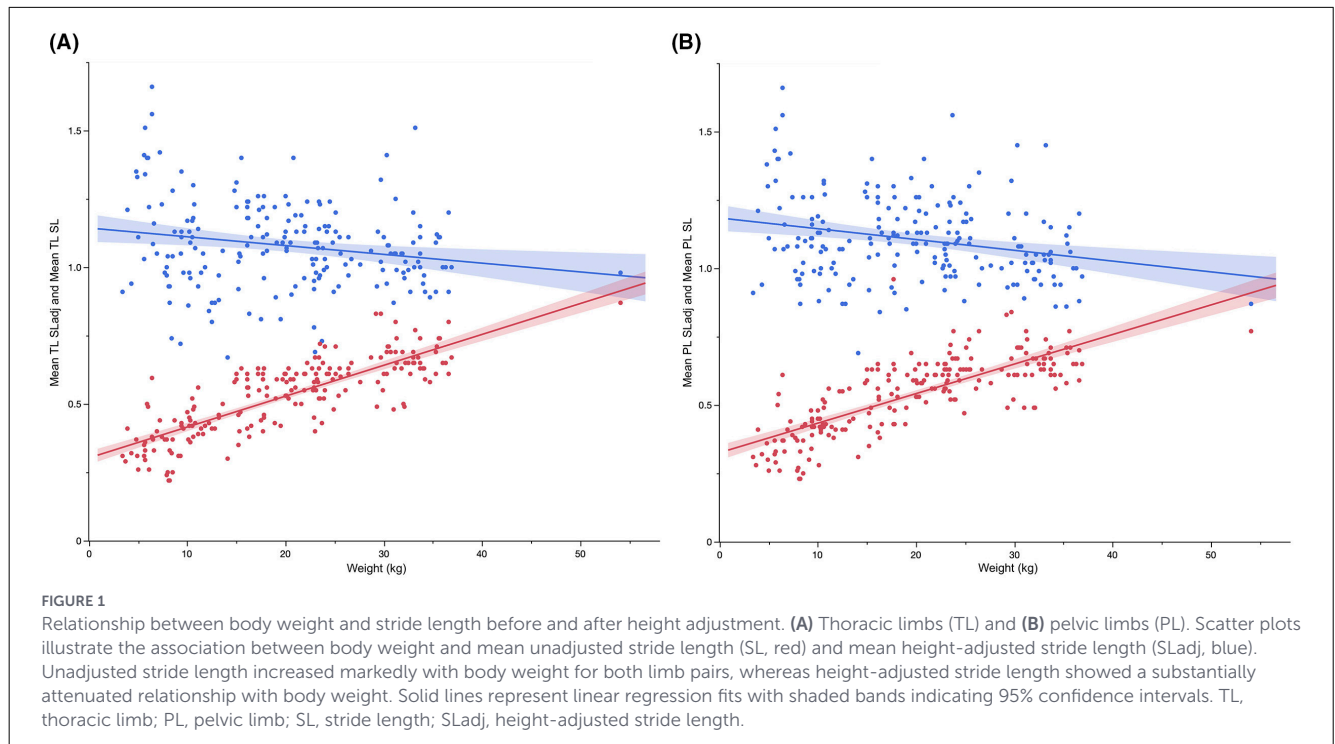 (A)
(B)
Mean TL SLadj and Mean TL SL
1.5
1.0
0.5
0
0
10
20
30
40
50
Weight (kg)
Mean PL SLadj and Mean PL SL
1.5
1.0
0.5
0
0
10
20
30
40
50
Weight (kg)
FIGURE 1
Relationship between body weight and stride length before and after height adjustment. (A) Thoracic limbs (TL) and (B) pelvic limbs (PL). Scatter plots
illustrate the association between body weight and mean unadjusted stride length (SL, red) and mean height-adjusted stride length (SLadj, blue).
Unadjusted stride length increased markedly with body weight for both limb pairs, whereas height-adjusted stride length showed a substantially
attenuated relationship with body weight. Solid lines represent linear regression fits with shaded bands indicating 95% confidence intervals. TL,
thoracic limb; PL, pelvic limb; SL, stride length; SLadj, height-adjusted stride length.